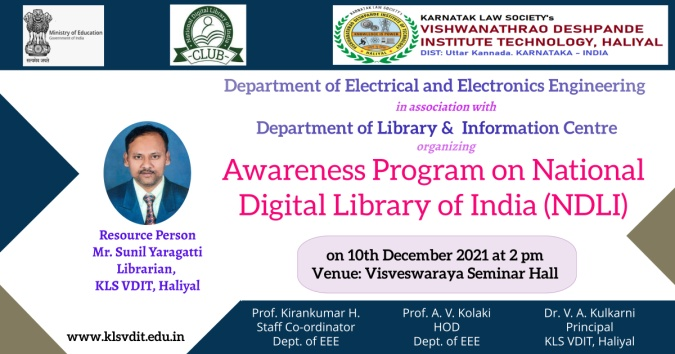 Ministry of Education
Government of India
सत्यमेव जयते
National Digital Library of India
CLUB
KARNATAK LAW SOCIETY's
VISHWANATHRAO DESHPANDE
INSTITUTE TECHNOLOGY, HALIYAL
DIST: Uttar Kannada, KARNATAKA – INDIA
Department of Electrical and Electronics Engineering
in association with
Department of Library & Information Centre
organizing
Awareness Program on National
Digital Library of India (NDLI)
Resource Person
Mr. Sunil Yaragatti
Librarian,
KLS VDIT, Haliyal
on 10th December 2021 at 2 pm
Venue: Visveswaraya Seminar Hall
www.klsvdit.edu.in
Prof. Kirankumar H.
Staff Co-ordinator
Dept. of EEE
Prof. A. V. Kolaki
HOD
Dept. of EEE
Dr. V. A. Kulkarni
Principal
KLS VDIT, Haliyal